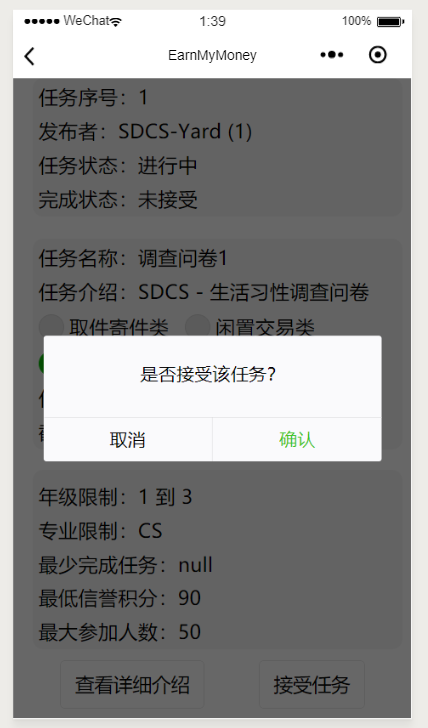 WeChat 1:39 100%
EarnMyMoney
任务序号：1
发布者：SDCS-Yard (1)
任务状态：进行中
完成状态：未接受
任务名称：调查问卷1
任务介绍：SDCS - 生活习性调查问卷
取件寄件类 闲置交易类
是否接受该任务?
取消 确认
年级限制：1 到 3
专业限制：CS
最少完成任务：null
最低信誉积分：90
最大参加人数：50
查看详细介绍 接受任务